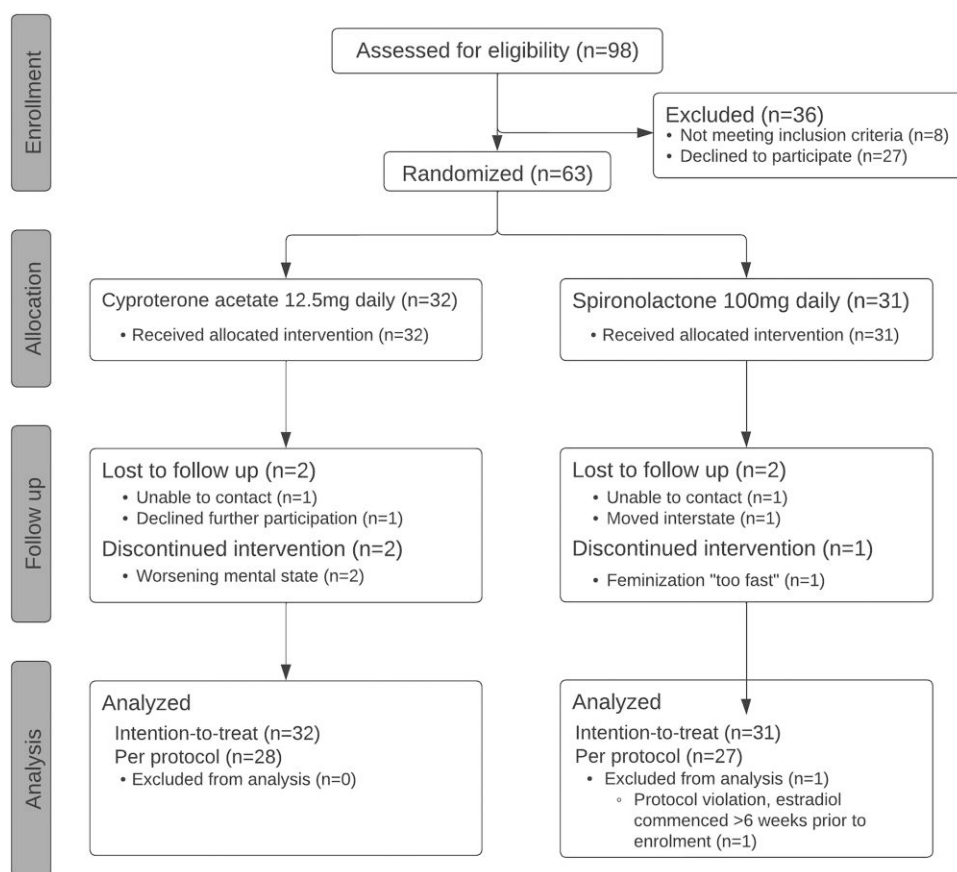 Enrollment
Assessed for eligibility (n=98)
Excluded (n=36)
• Not meeting inclusion criteria (n=8)
• Declined to participate (n=27)
Randomized (n=63)
Allocation
Cyproterone acetate 12.5mg daily (n=32)
• Received allocated intervention (n=32)
Spironolactone 100mg daily (n=31)
• Received allocated intervention (n=31)
Follow up
Lost to follow up (n=2)
• Unable to contact (n=1)
• Declined further participation (n=1)
Discontinued intervention (n=2)
• Worsening mental state (n=2)
Lost to follow up (n=2)
• Unable to contact (n=1)
• Moved interstate (n=1)
Discontinued intervention (n=1)
• Feminization "too fast" (n=1)
Analysis
Analyzed
Intention-to-treat (n=32)
Per protocol (n=28)
• Excluded from analysis (n=0)
Analyzed
Intention-to-treat (n=31)
Per protocol (n=27)
• Excluded from analysis (n=1)
◦ Protocol violation, estradiol
commenced >6 weeks prior to
enrolment (n=1)